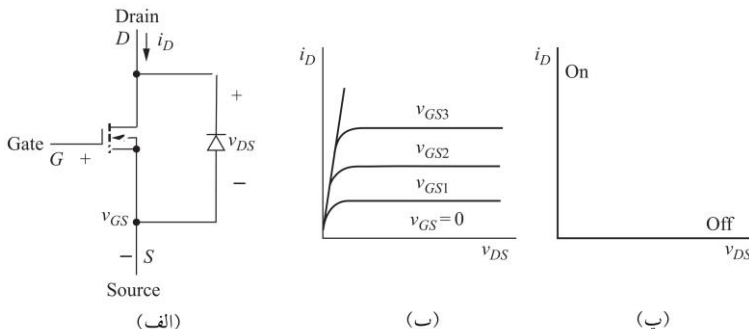 Drain
D
i_D
+
Gate
G +
v_DS
−
v_GS
− S
Source
(الف)
i_D
v_GS3
v_GS2
v_GS1
v_GS = 0
v_DS
(ب)
i_D
On
Off
v_DS
(پ)